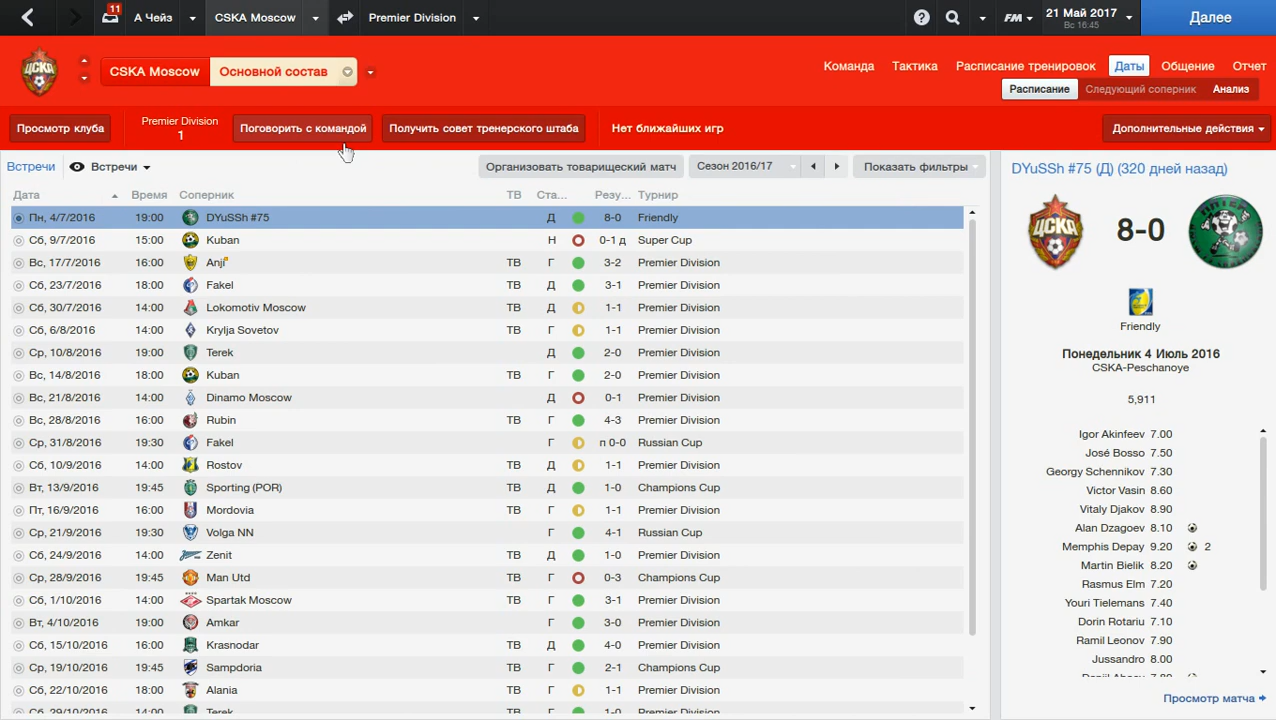 11 А Чейз CSKA Moscow Premier Division ? FM 21 Май 2017 Вс 16:45 Далее
CSKA Moscow Основной состав Команда Тактика Расписание тренировок Даты Общение Отчет
Расписание Следующий соперник Анализ
Просмотр клуба Premier Division 1 Поговорить с командой Получить совет тренерского штаба Нет ближайших игр Дополнительные действия
Встречи Встречи Организовать товарищеский матч Сезон 2016/17 Показать фильтры
Дата Время Соперник ТВ Ста... Резу... Турнир
Пн, 4/7/2016 19:00 DYuSSh #75 Д 8-0 Friendly
Сб, 9/7/2016 15:00 Kuban Н 0-1 д Super Cup
Вс, 17/7/2016 16:00 Anji ТВ Г 3-2 Premier Division
Сб, 23/7/2016 18:00 Fakel ТВ Д 3-1 Premier Division
Сб, 30/7/2016 14:00 Lokomotiv Moscow ТВ Д 1-1 Premier Division
Сб, 6/8/2016 14:00 Krylja Sovetov ТВ Г 1-1 Premier Division
Ср, 10/8/2016 19:00 Terek Д 2-0 Premier Division
Вс, 14/8/2016 18:00 Kuban ТВ Г 2-0 Premier Division
Вс, 21/8/2016 14:00 Dinamo Moscow Д 0-1 Premier Division
Вс, 28/8/2016 16:00 Rubin ТВ Г 4-3 Premier Division
Ср, 31/8/2016 19:30 Fakel Г п 0-0 Russian Cup
Сб, 10/9/2016 14:00 Rostov ТВ Д 1-1 Premier Division
Вт, 13/9/2016 19:45 Sporting (POR) ТВ Д 1-0 Champions Cup
Пт, 16/9/2016 16:00 Mordovia ТВ Г 1-1 Premier Division
Ср, 21/9/2016 19:30 Volga NN Г 4-1 Russian Cup
Сб, 24/9/2016 14:00 Zenit ТВ Д 1-0 Premier Division
Ср, 28/9/2016 19:45 Man Utd ТВ Г 0-3 Champions Cup
Сб, 1/10/2016 14:00 Spartak Moscow ТВ Г 3-1 Premier Division
Вт, 4/10/2016 19:00 Amkar Г 3-0 Premier Division
Сб, 15/10/2016 16:00 Krasnodar ТВ Д 4-0 Premier Division
Ср, 19/10/2016 19:45 Sampdoria ТВ Г 2-1 Champions Cup
Сб, 22/10/2016 18:00 Alania ТВ Г 1-1 Premier Division
Сб, 29/10/2016 14:00 Terek ТВ Г 1-0 Premier Division
DYuSSh #75 (Д) (320 дней назад)
ЦСКА 8-0
Friendly
Понедельник 4 Июль 2016
CSKA-Peschanoye
5,911
Igor Akinfeev 7.00
José Bosso 7.50
Georgy Schennikov 7.30
Victor Vasin 8.60
Vitaly Djakov 8.90
Alan Dzagoev 8.10
Memphis Depay 9.20 2
Martin Bielik 8.20
Rasmus Elm 7.20
Youri Tielemans 7.40
Dorin Rotariu 7.10
Ramil Leonov 7.90
Jussandro 8.00
Просмотр матча